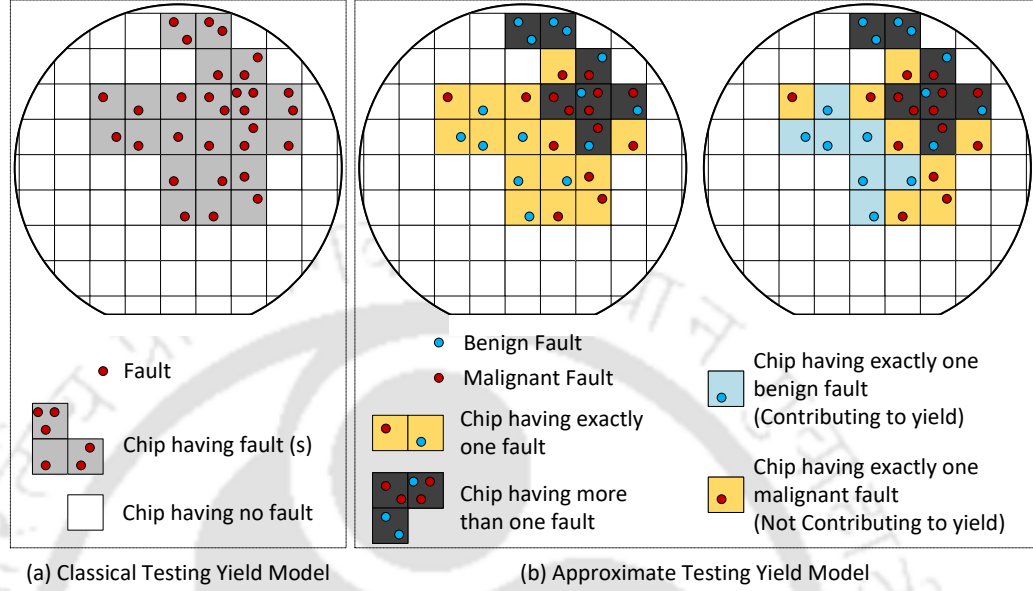 Fault
Chip having fault (s)
Chip having no fault
Benign Fault
Malignant Fault
Chip having exactly
one fault
Chip having more
than one fault
Chip having exactly one
benign fault
(Contributing to yield)
Chip having exactly one
malignant fault
(Not Contributing to yield)
(a) Classical Testing Yield Model
(b) Approximate Testing Yield Model